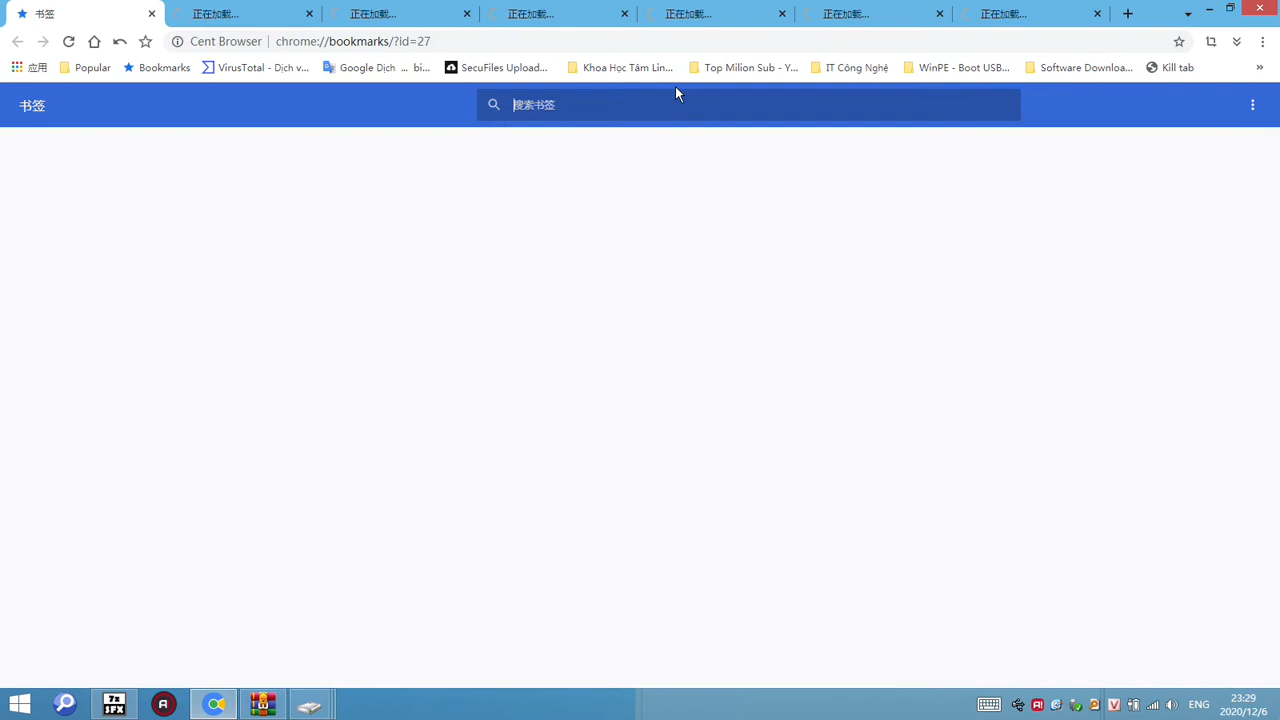 书签
正在加载...
正在加载...
正在加载...
正在加载...
正在加载...
正在加载...
Cent Browser
chrome://bookmarks/?id=27
应用
Popular
Bookmarks
VirusTotal - Dịch v...
Google Dịch ... bi...
SecuFiles Upload...
Khoa Học Tâm Lin...
Top Milion Sub - Y...
IT Công Nghệ
WinPE - Boot USB...
Software Downloa...
Kill tab
»
书签
搜索书签
7z
SFX
ENG
23:29
2020/12/6